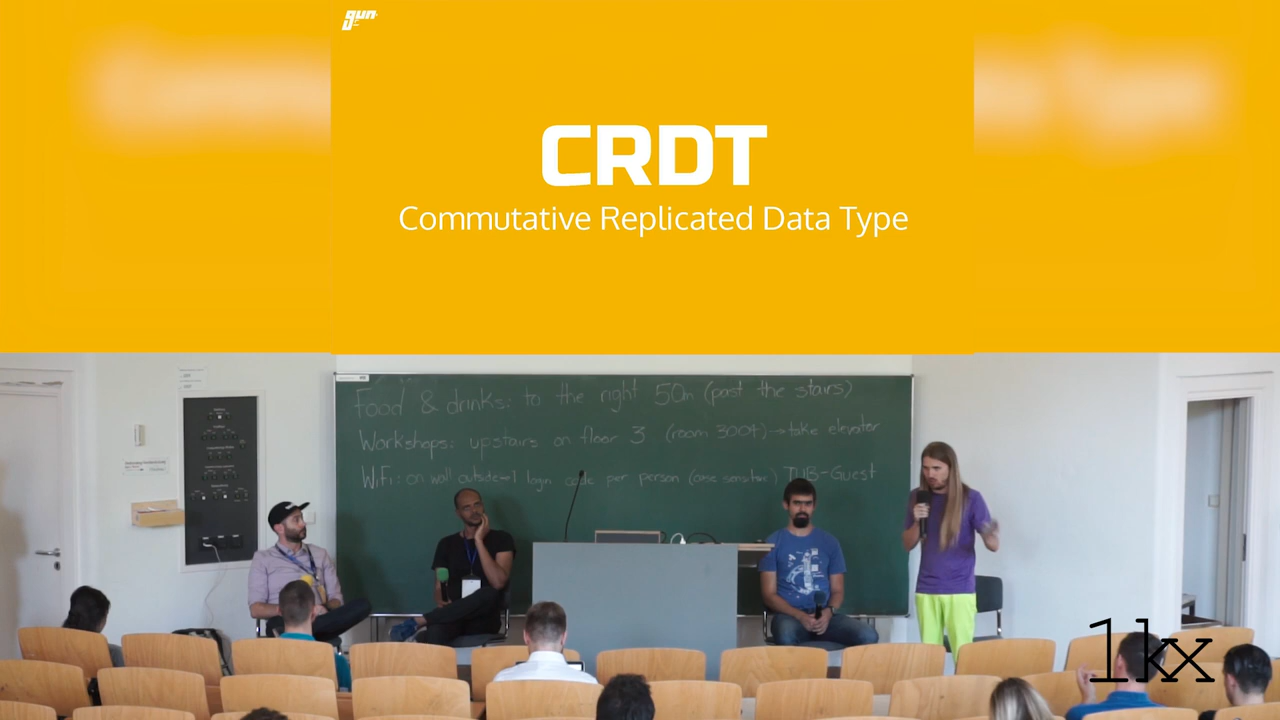 gun
CRDT
Commutative Replicated Data Type
Food & drinks: to the right 50m (past the stairs)
Workshops: upstairs on floor 3 (room 3004) → take elevator
WiFi: on wall outside → 1 login code per person (case sensitive) TUB-Guest
1kx